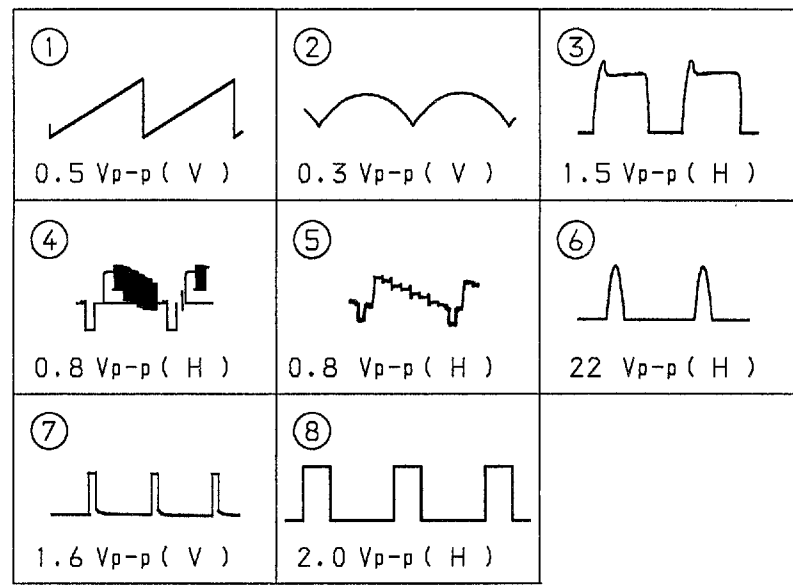 1
0.5 Vp-p ( V )
2
0.3 Vp-p ( V )
3
1.5 Vp-p ( H )
4
0.8 Vp-p ( H )
5
0.8 Vp-p ( H )
6
22 Vp-p ( H )
7
1.6 Vp-p ( V )
8
2.0 Vp-p ( H )